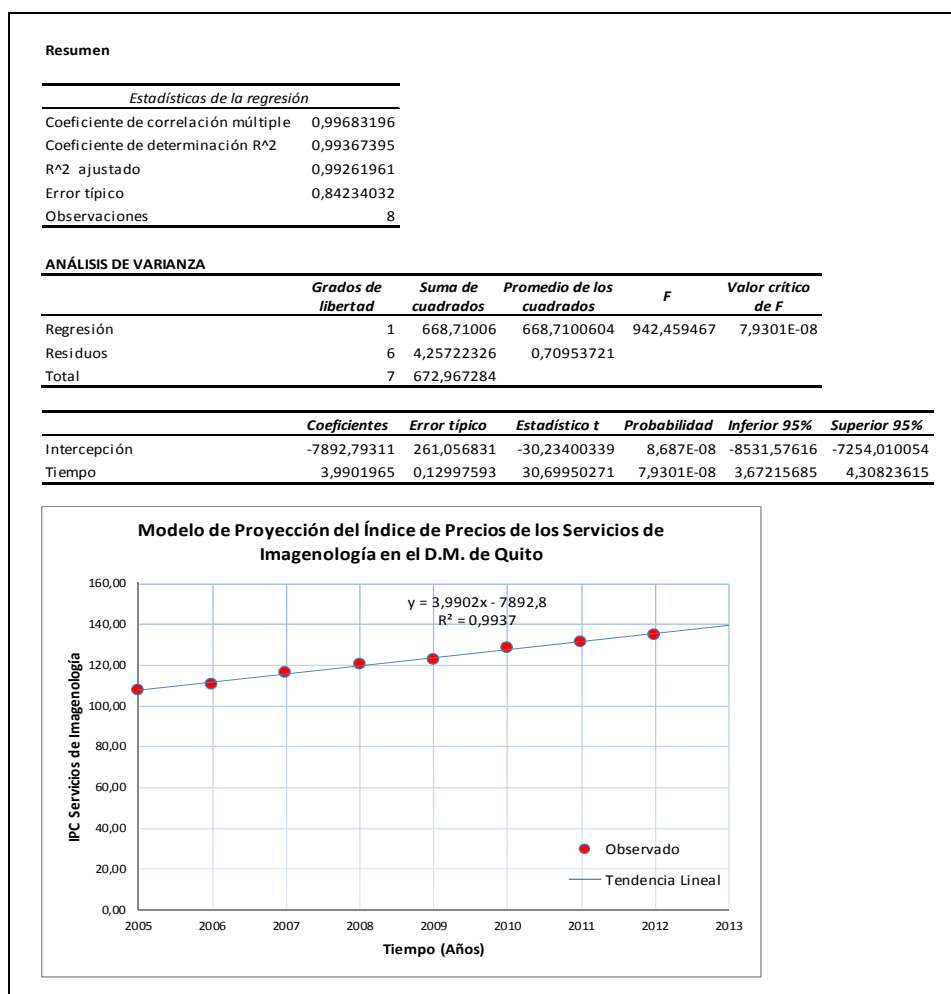 Resumen
Estadísticas de la regresión
Coeficiente de correlación múltiple 0,99683196
Coeficiente de determinación R^2 0,99367395
R^2 ajustado 0,99261961
Error típico 0,84234032
Observaciones 8
ANÁLISIS DE VARIANZA
Grados de libertad Suma de cuadrados Promedio de los cuadrados F Valor crítico de F
Regresión 1 668,71006 668,7100604 942,459467 7,9301E-08
Residuos 6 4,25722326 0,70953721
Total 7 672,967284
Coeficientes Error típico Estadístico t Probabilidad Inferior 95% Superior 95%
Intercepción -7892,79311 261,056831 -30,23400339 8,687E-08 -8531,57616 -7254,010054
Tiempo 3,9901965 0,12997593 30,69950271 7,9301E-08 3,67215685 4,30823615
Modelo de Proyección del Índice de Precios de los Servicios de
Imagenología en el D.M. de Quito
160,00
140,00
120,00
100,00
80,00
60,00
40,00
20,00
0,00
IPC Servicios de Imagenología
y = 3,9902x - 7892,8
R² = 0,9937
Observado
Tendencia Lineal
2005 2006 2007 2008 2009 2010 2011 2012 2013
Tiempo (Años)